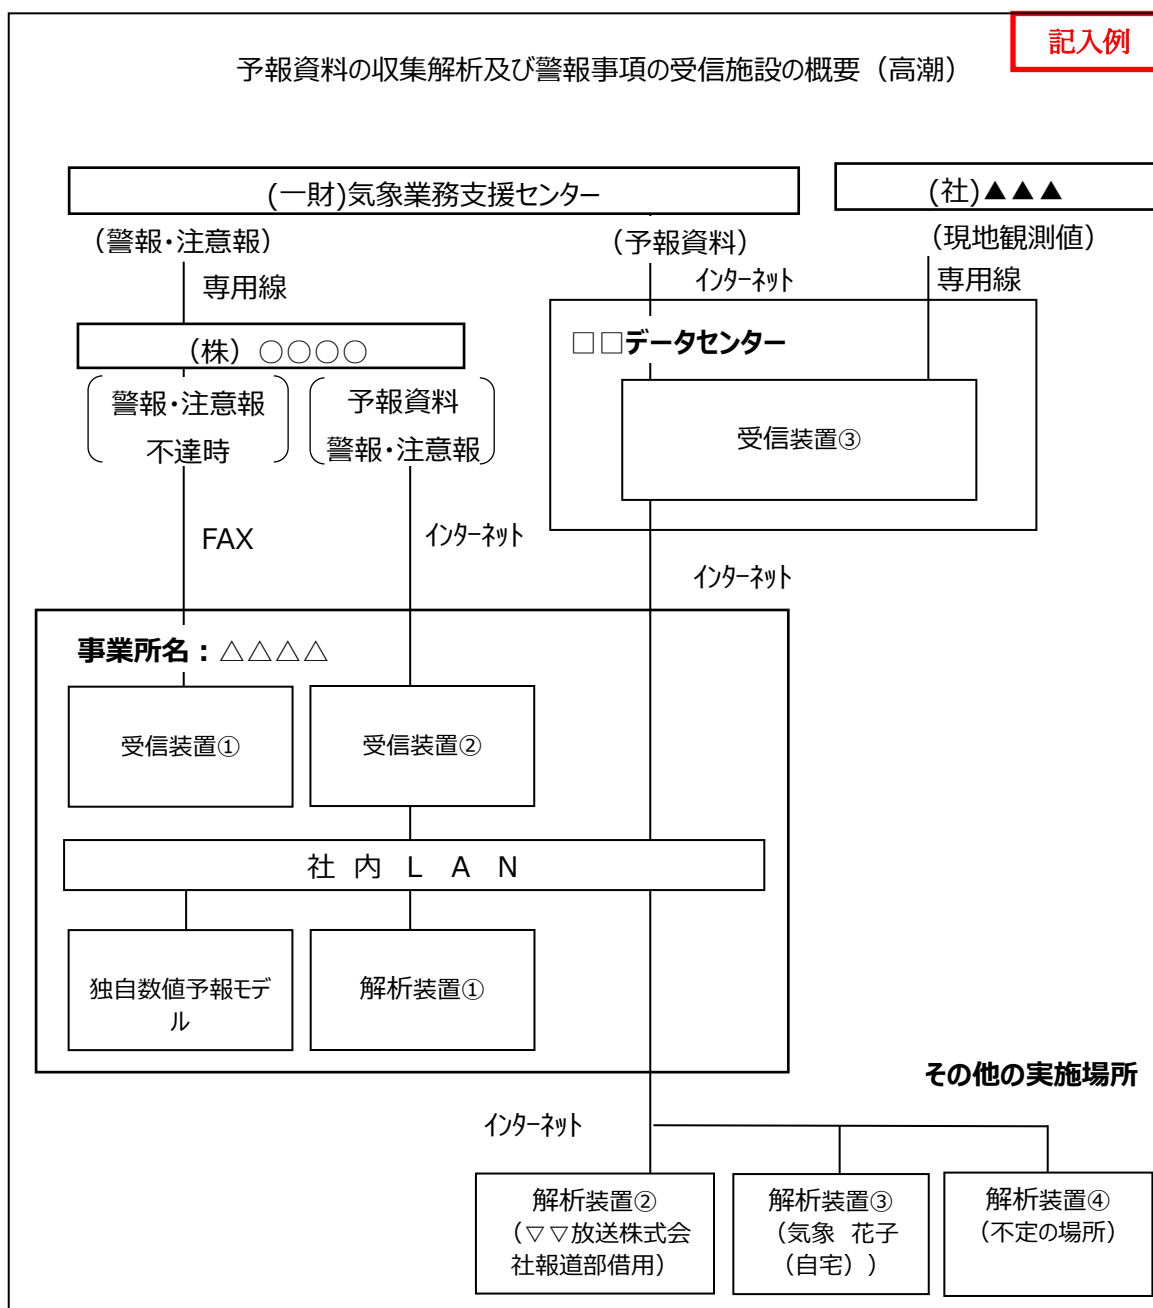 記入例
予報資料の収集解析及び警報事項の受信施設の概要（高潮）
(一財)気象業務支援センター
(社)▲▲▲
（警報・注意報）
（予報資料）
（現地観測値）
専用線
インターネット
専用線
（株）〇〇〇〇
□□データセンター
警報・注意報
不達時
予報資料
警報・注意報
受信装置③
FAX
インターネット
インターネット
事業所名：△△△△
受信装置①
受信装置②
社 内 L A N
独自数値予報モデ
ル
解析装置①
その他の実施場所
インターネット
解析装置②
（▽▽放送株式会
社報道部借用）
解析装置③
（気象 花子
（自宅））
解析装置④
（不定の場所）